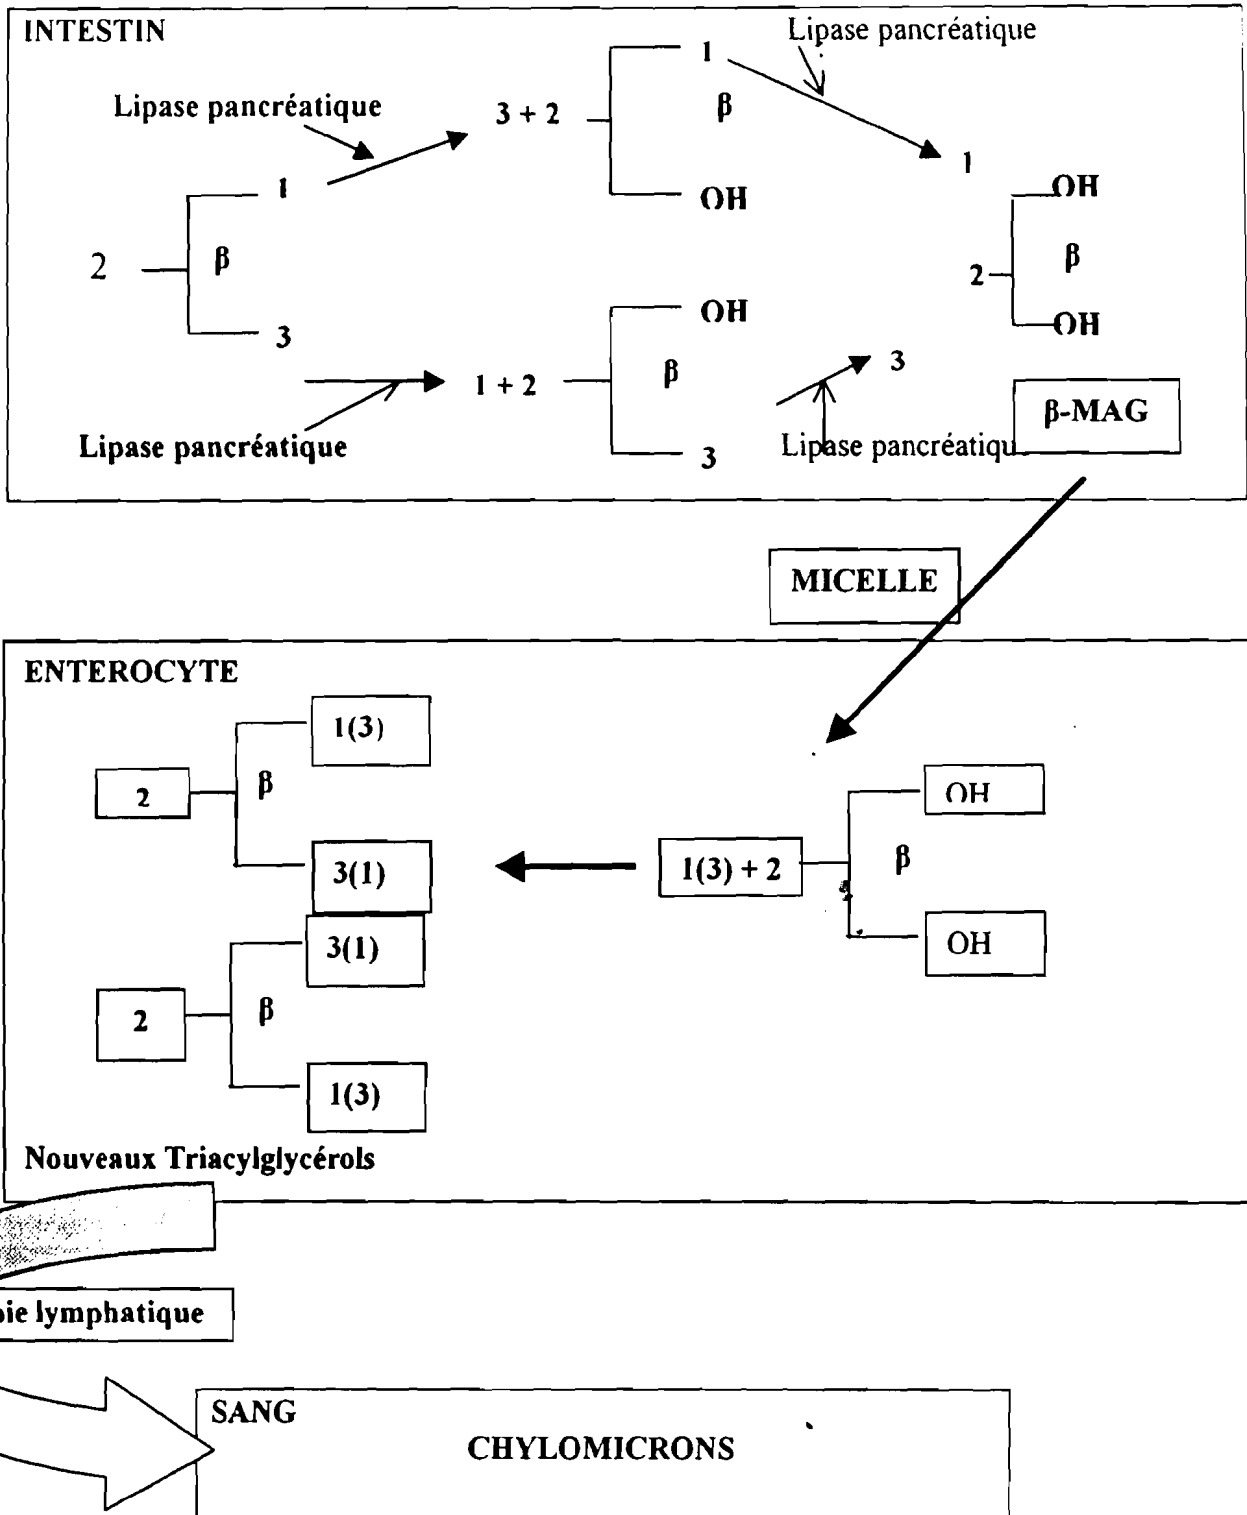 INTESTIN
Lipase pancréatique
Lipase pancréatique
1
3 + 2
β
OH
1
1
2
β
3
OH
2
β
OH
OH
1 + 2
β
3
3
Lipase pancréatique
Lipase pancréatiqu
β-MAG
MICELLE
ENTEROCYTE
1(3)
2
β
3(1)
OH
1(3) + 2
β
OH
3(1)
2
β
1(3)
Nouveaux Triacylglycérols
oie lymphatique
SANG
CHYLOMICRONS